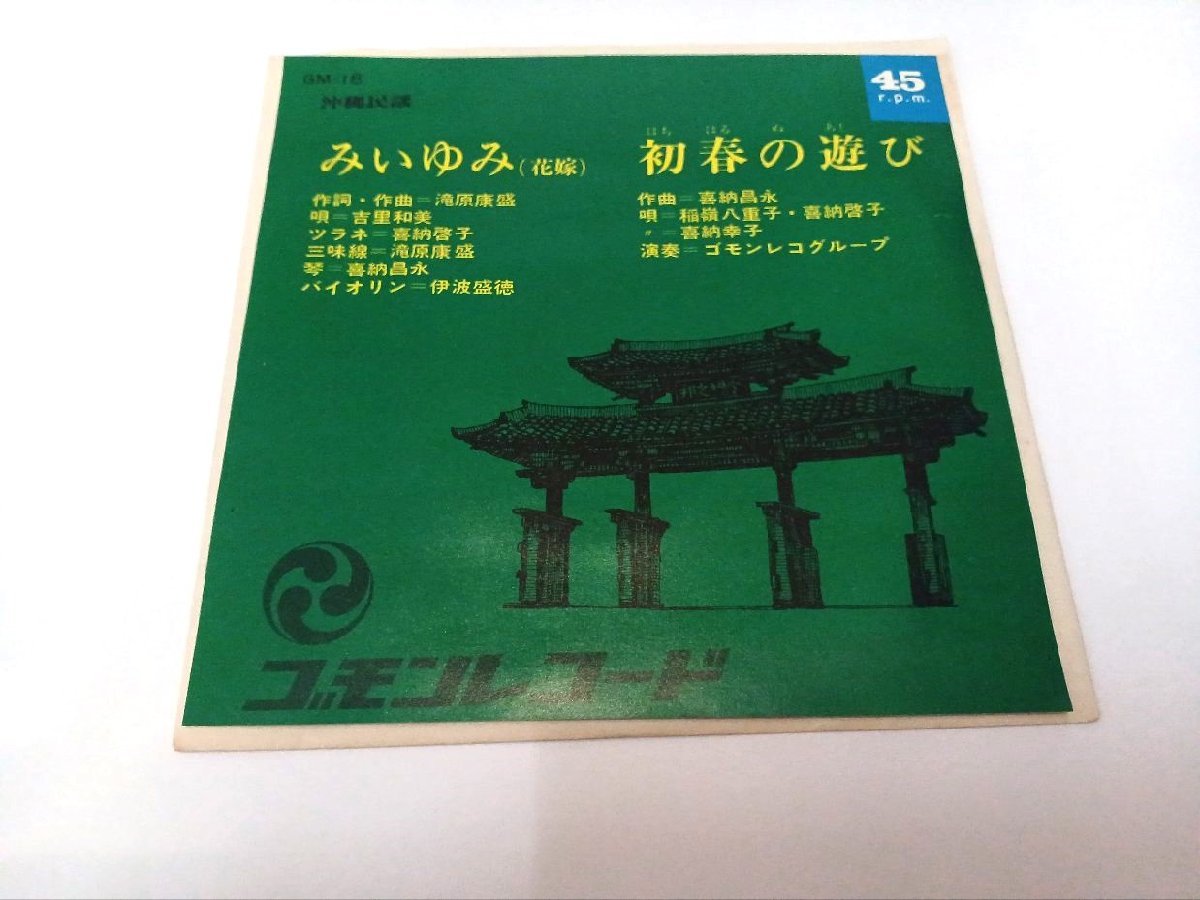 GM-18
沖縄民謡
45
r.p.m.
みいゆみ(花嫁)
作詞・作曲=滝原康盛
唄=吉里和美
ツラネ=喜納啓子
三味線=滝原康盛
琴=喜納昌永
バイオリン=伊波盛徳
はち はる ぬ
初春の遊び
作曲=喜納昌永
唄=稲嶺八重子・喜納啓子
〃=喜納幸子
演奏=ゴモンレコグループ
ゴモンレコード